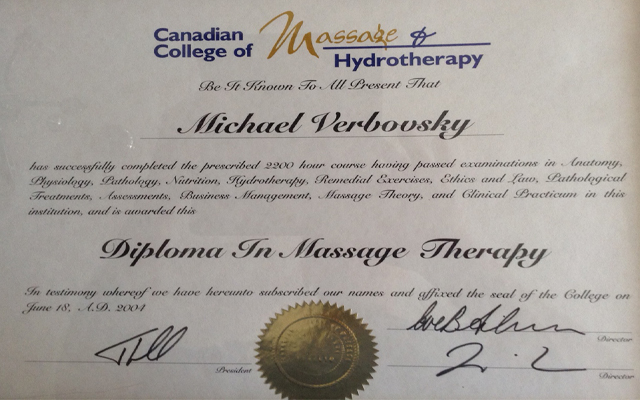 Canadian College of Massage & Hydrotherapy
Be It Known To All Present That
Michael Verbovsky
has successfully completed the prescribed 2200 hour course having passed examinations in Anatomy,
Physiology, Pathology, Nutrition, Hydrotherapy, Remedial Exercises, Ethics and Law, Pathological
Treatments, Assessments, Business Management, Massage Theory, and Clinical Practicum in this
institution, and is awarded this
Diploma In Massage Therapy
In testimony whereof we have hereunto subscribed our names and affixed the seal of the College on
June 18, A.D. 2004
Director
President
Director